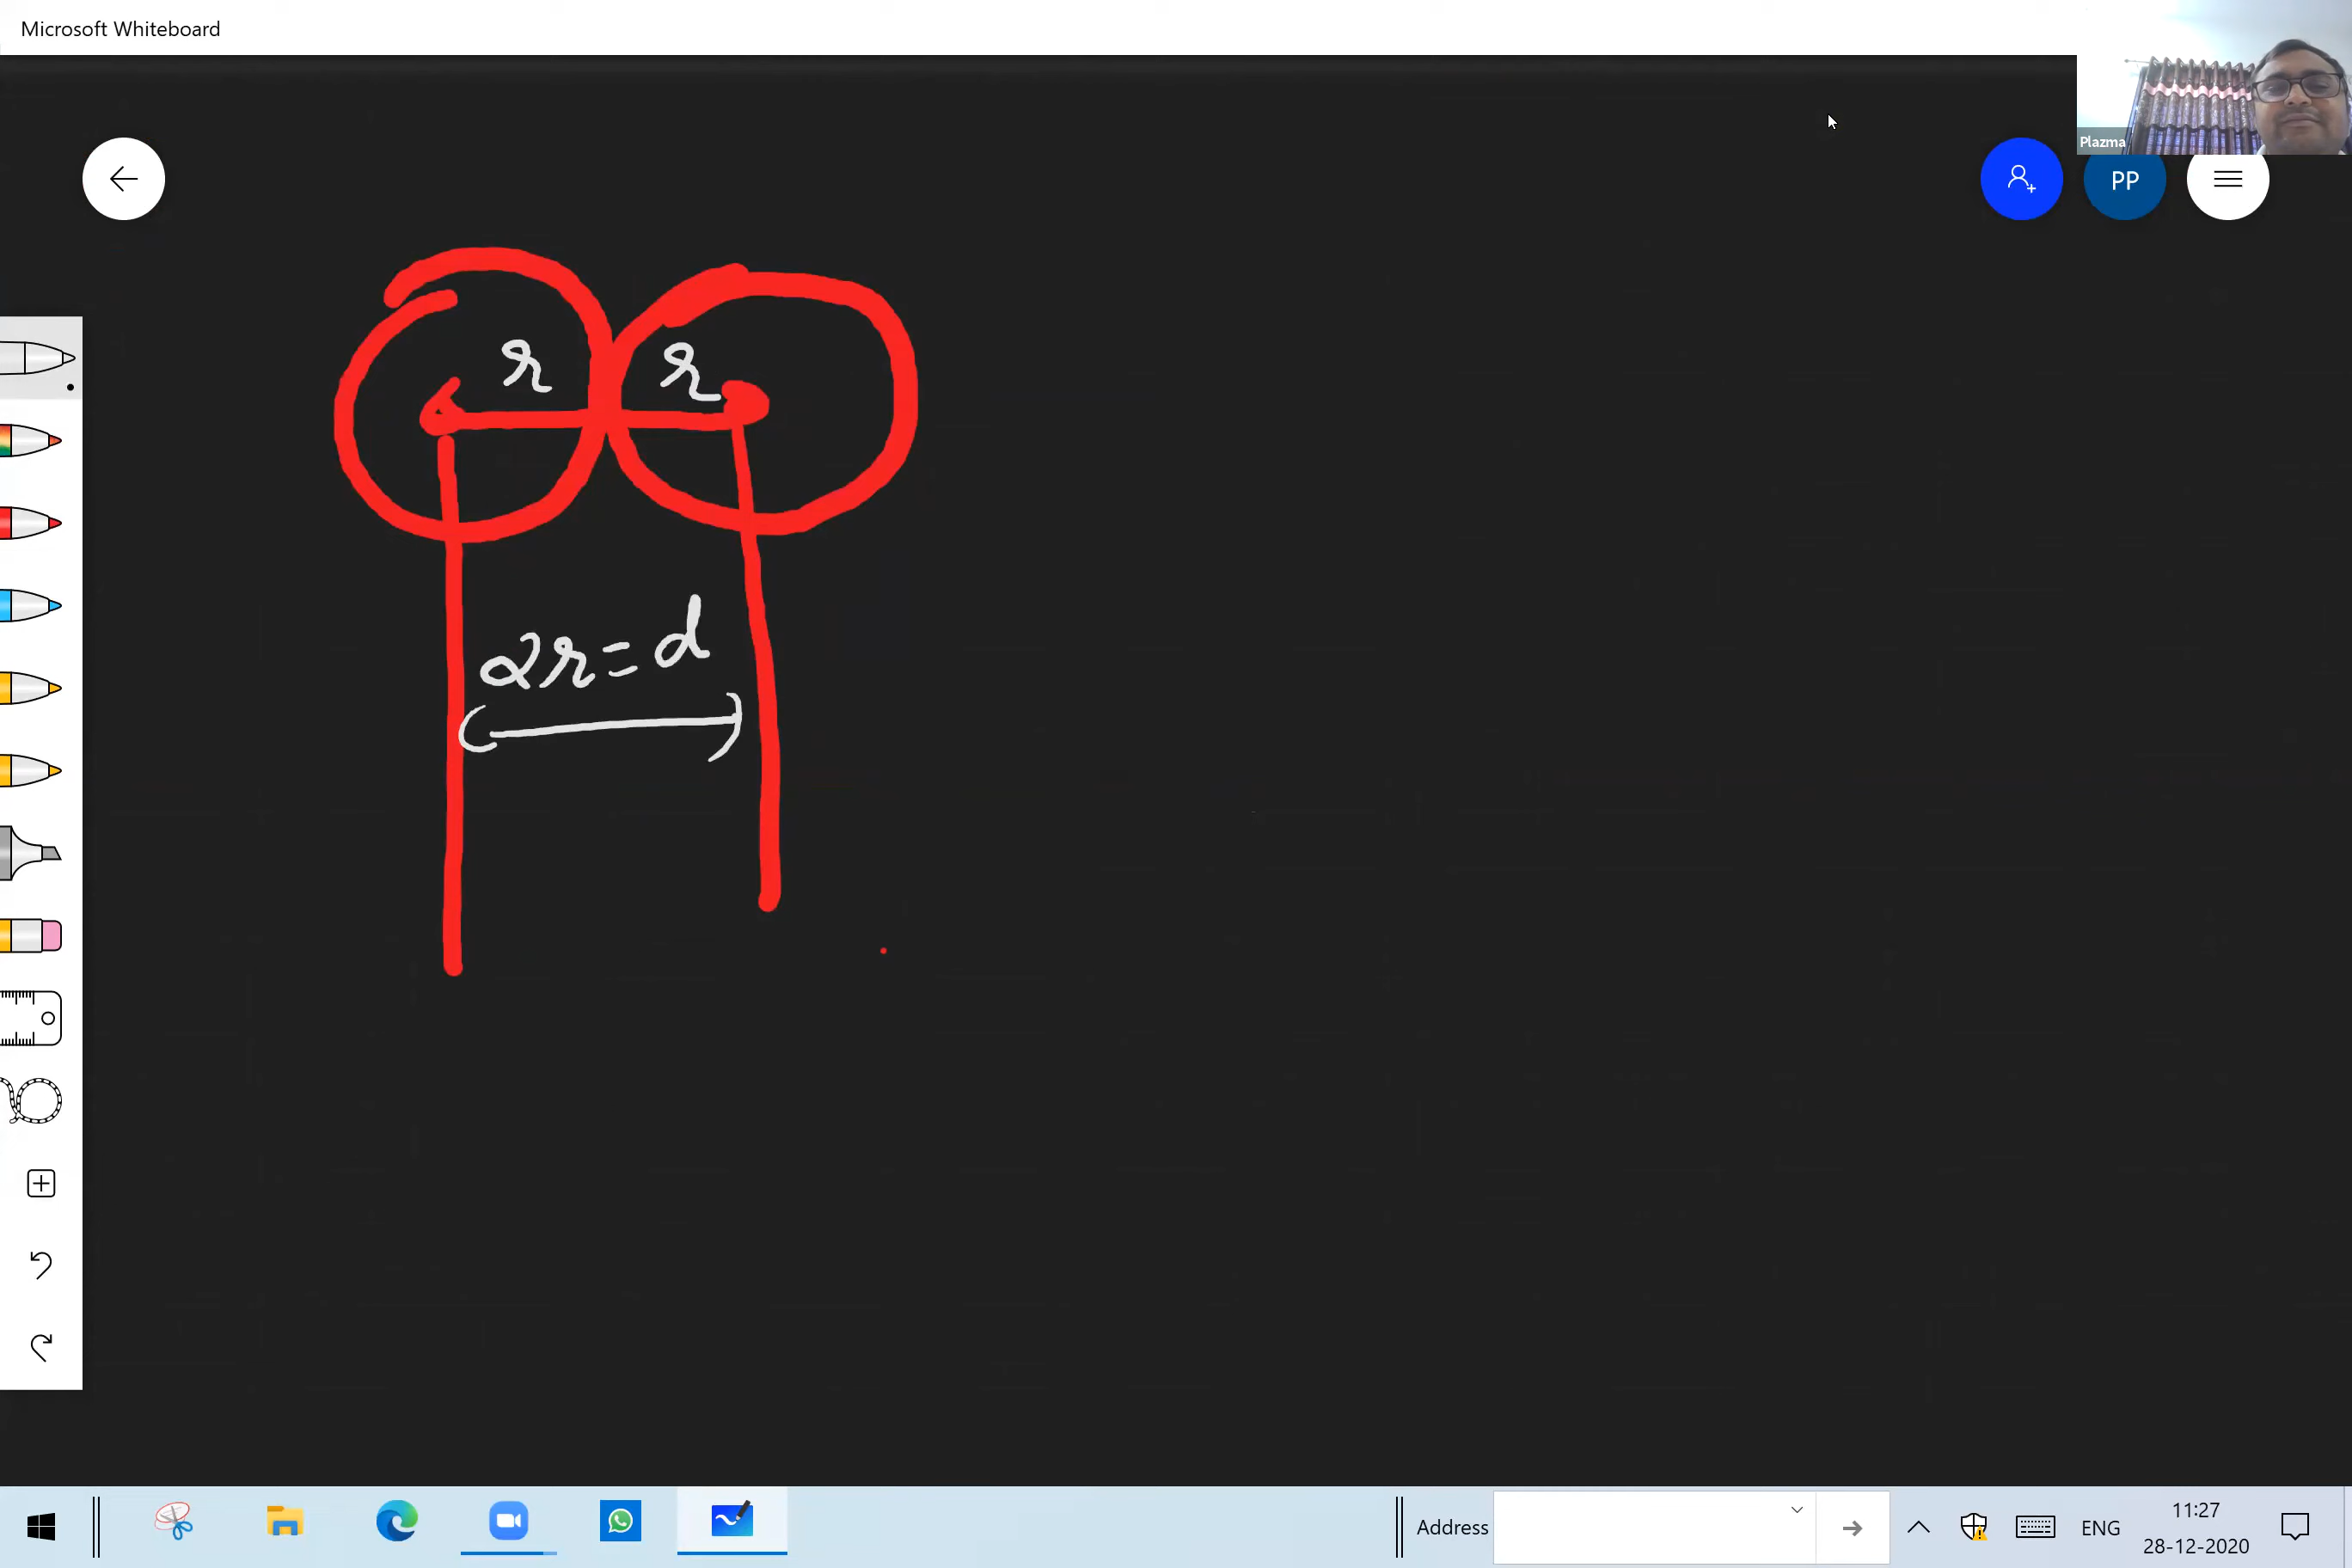 Microsoft Whiteboard
Plazma
PP
r r
2r = d
Address
ENG
11:27
28-12-2020